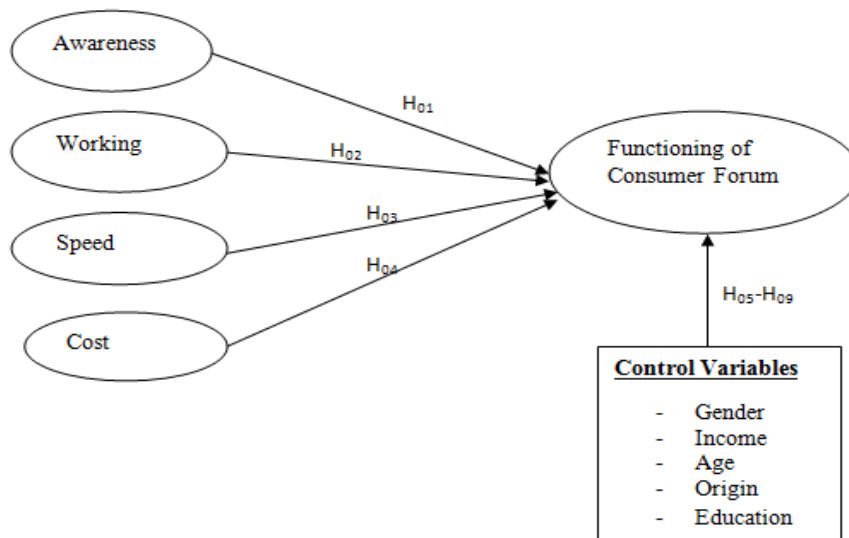 Awareness
H01
Working
H02
Functioning of
Consumer Forum
Speed
H03
H04
Cost
H05-H09
Control Variables
- Gender
- Income
- Age
- Origin
- Education